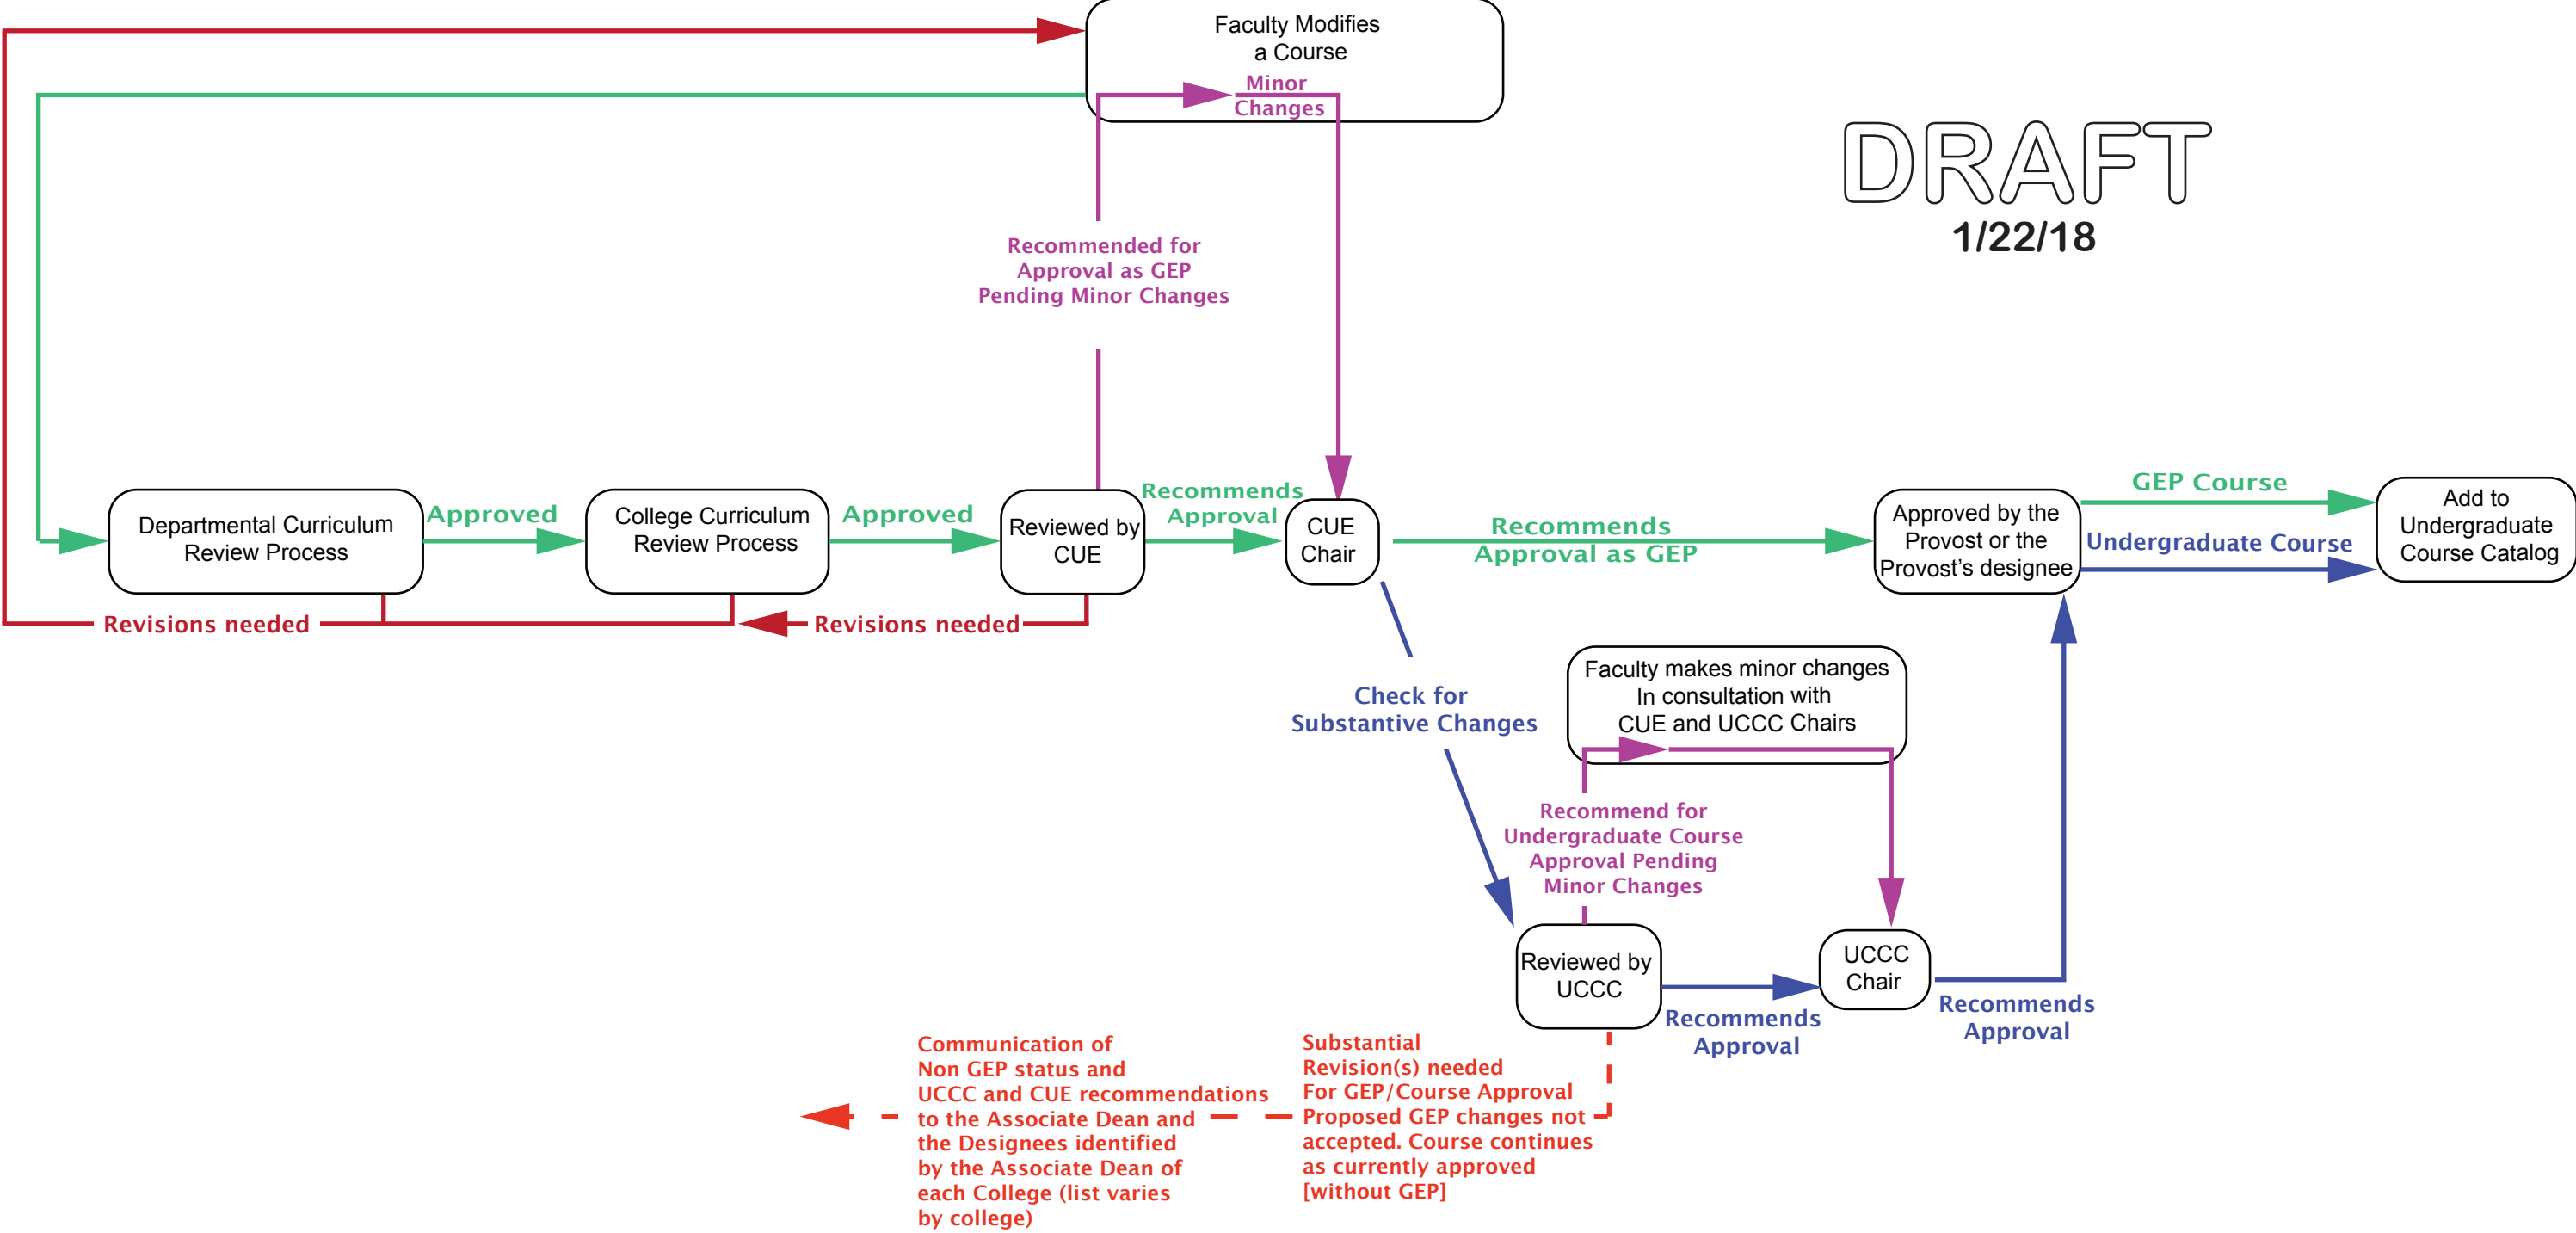 Faculty Modifies
a Course
Minor
Changes
DRAFT
1/22/18
Recommended for
Approval as GEP
Pending Minor Changes
Departmental Curriculum
Review Process
Approved
College Curriculum
Review Process
Approved
Reviewed by
CUE
Recommends
Approval
CUE
Chair
Recommends
Approval as GEP
Approved by the
Provost or the
Provost's designee
GEP Course
Undergraduate Course
Add to
Undergraduate
Course Catalog
Revisions needed
Revisions needed
Check for
Substantive Changes
Faculty makes minor changes
In consultation with
CUE and UCCC Chairs
Recommend for
Undergraduate Course
Approval Pending
Minor Changes
Reviewed by
UCCC
Recommends
Approval
UCCC
Chair
Recommends
Approval
Communication of
Non GEP status and
UCCC and CUE recommendations
to the Associate Dean and
the Designees identified
by the Associate Dean of
each College (list varies
by college)
Substantial
Revision(s) needed
For GEP/Course Approval
Proposed GEP changes not
accepted. Course continues
as currently approved
[without GEP]